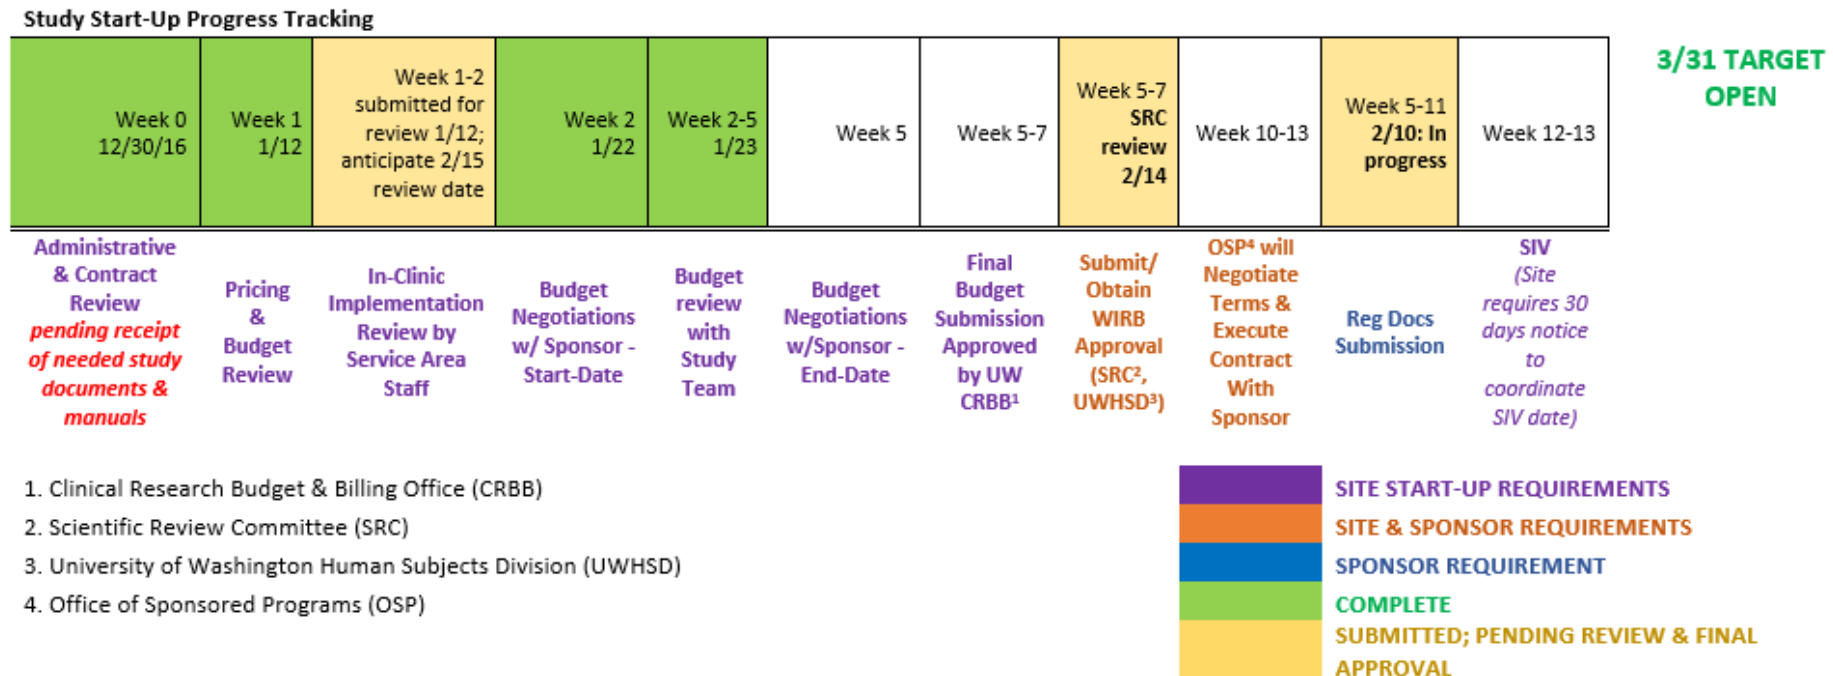 Study Start-Up Progress Tracking
Week 0
12/30/16
Week 1
1/12
Week 1-2
submitted for
review 1/12;
anticipate 2/15
review date
Week 2
1/22
Week 2-5
1/23
Week 5
Week 5-7
Week 5-7
SRC
review
2/14
Week 10-13
Week 5-11
2/10: In
progress
Week 12-13
3/31 TARGET
OPEN
Administrative
& Contract
Review
pending receipt
of needed study
documents &
manuals
Pricing
&
Budget
Review
In-Clinic
Implementation
Review by
Service Area
Staff
Budget
Negotiations
w/ Sponsor -
Start-Date
Budget
review
with
Study
Team
Budget
Negotiations
w/Sponsor -
End-Date
Final
Budget
Submission
Approved
by UW
CRBB¹
Submit/
Obtain
WIRB
Approval
(SRC²,
UWHSD³)
OSP⁴ will
Negotiate
Terms &
Execute
Contract
With
Sponsor
Reg Docs
Submission
SIV
(Site
requires 30
days notice
to
coordinate
SIV date)
1. Clinical Research Budget & Billing Office (CRBB)
2. Scientific Review Committee (SRC)
3. University of Washington Human Subjects Division (UWHSD)
4. Office of Sponsored Programs (OSP)
SITE START-UP REQUIREMENTS
SITE & SPONSOR REQUIREMENTS
SPONSOR REQUIREMENT
COMPLETE
SUBMITTED; PENDING REVIEW & FINAL
APPROVAL